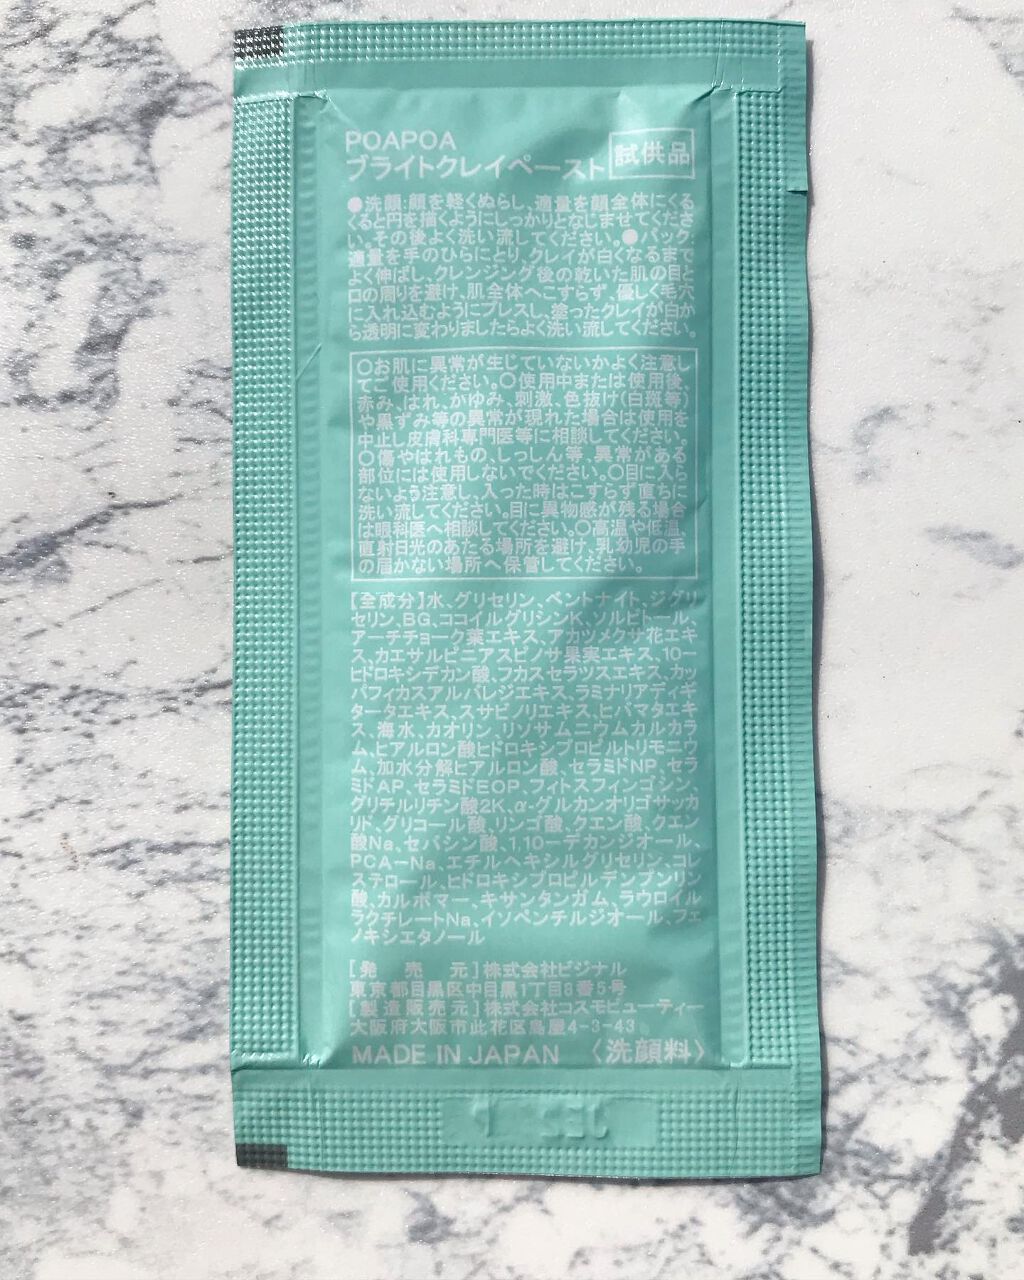 POAPOA
ブライトクレイペースト 試供品
●洗顔:顔を軽くぬらし、適量を顔全体にくる
くると円を描くようにしっかりとなじませてくださ
い。その後よく洗い流してください。●パック
適量を手のひらにとり、クレイが白くなるまで
よく伸ばし、クレンジング後の乾いた肌の目と
口の周りを避け、肌全体へこすらず、優しく毛穴
に入れ込むようにプレスし、塗ったクレイが白か
ら透明に変わりましたらよく洗い流してください。
○お肌に異常が生じていないかよく注意し
てご使用ください。○使用中または使用後、
赤み、はれ、かゆみ、刺激、色抜け(白斑等)
や黒ずみ等の異常が現れた場合は使用を
中止し皮膚科専門医等に相談してください。
○傷やはれもの、しっしん等、異常がある
部位には使用しないでください。○目に入ら
ないよう注意し、入った時はこすらず直らに
洗い流してください。目に異物感が残る場合
は眼科医へ相談してください。○高温や低温、
直射日光のあたる場所を避け、乳幼児の手
の届かない場所へ保管してください。
【全成分】水、グリセリン、ベントナイト、ジグリ
セリン、BG、ココイルグリシンK、ソルビトール、
アーチチョーク葉エキス、アカツメクサ花エキ
ス、カエサルピニアスピノサ果実エキス、10ー
ヒドロキシデカン酸、フカスセラツスエキス、カッ
パフィカスアルバレジエキス、ラミナリアディギ
タータエキス、スサビノリエキス、ヒバマタエキ
ス、海水、カオリン、リソサムニウムカルカラ
ム、ヒアルロン酸ヒドロキシプロピルトリモニウ
ム、加水分解ヒアルロン酸、セラミドNP、セラ
ミドAP、セラミドEOP、フィトスフィンゴシン、
グリチルリチン酸2K、α-グルカンオリゴサッカ
リド、グリコール酸、リンゴ酸、クエン酸、クエン
酸Na、セバシン酸、1,10ーデカンジオール、
PCAーNa、エチルヘキシルグリセリン、コレ
ステロール、ヒドロキシプロピルデンプンリン
酸、カルボマー、キサンタンガム、ラウロイル
ラクチレートNa、イソペンチルジオール、フェ
ノキシエタノール
[発 売 元]株式会社ビジナル
東京都目黒区中目黒1丁目8番5号
[製造販売元]株式会社コスモビューティー
大阪府大阪市此花区島屋4-3-43
MADE IN JAPAN 〈洗顔料〉